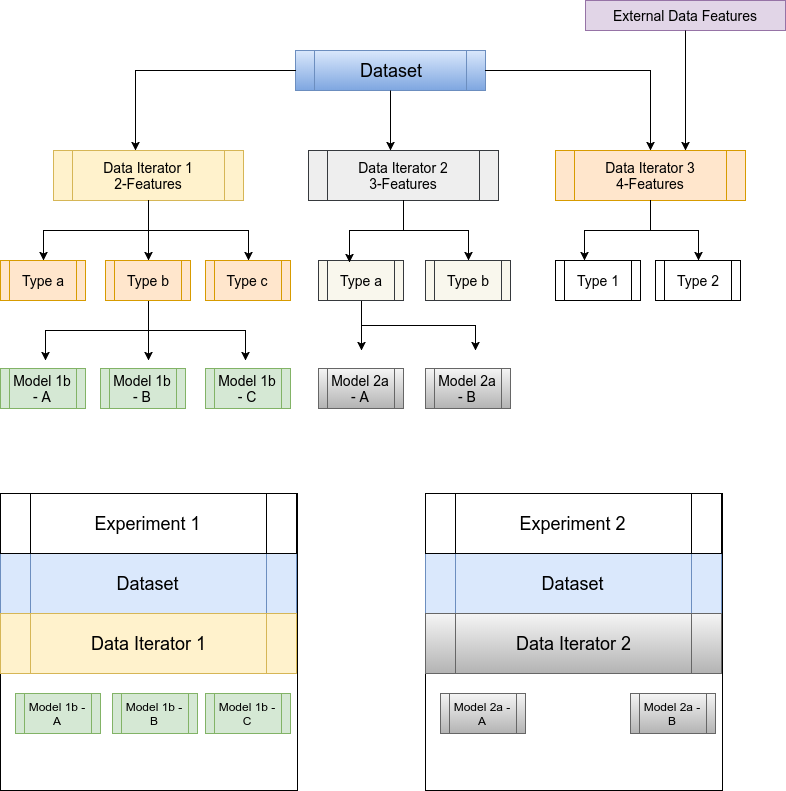 External Data Features
Dataset
Data Iterator 1
2-Features
Data Iterator 2
3-Features
Data Iterator 3
4-Features
Type a
Type b
Type c
Type a
Type b
Type 1
Type 2
Model 1b
- A
Model 1b
- B
Model 1b
- C
Model 2a
- A
Model 2a
- B
Experiment 1
Dataset
Data Iterator 1
Model 1b -
A
Model 1b -
B
Model 1b -
C
Experiment 2
Dataset
Data Iterator 2
Model 2a -
A
Model 2a -
B